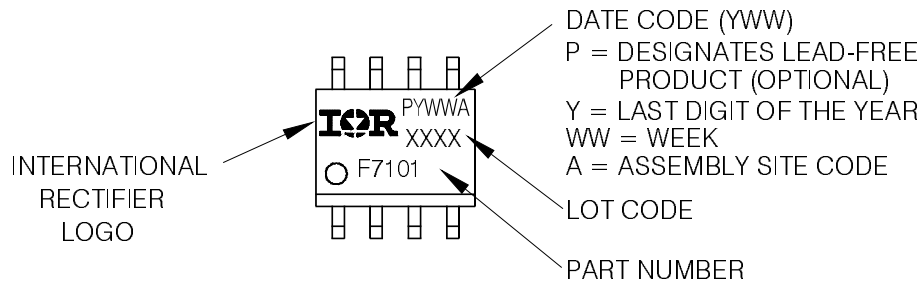 DATE CODE (YWW)
P = DESIGNATES LEAD-FREE
PRODUCT (OPTIONAL)
Y = LAST DIGIT OF THE YEAR
WW = WEEK
A = ASSEMBLY SITE CODE
PYWWA
IOR
XXXX
F7101
INTERNATIONAL
RECTIFIER
LOGO
LOT CODE
PART NUMBER